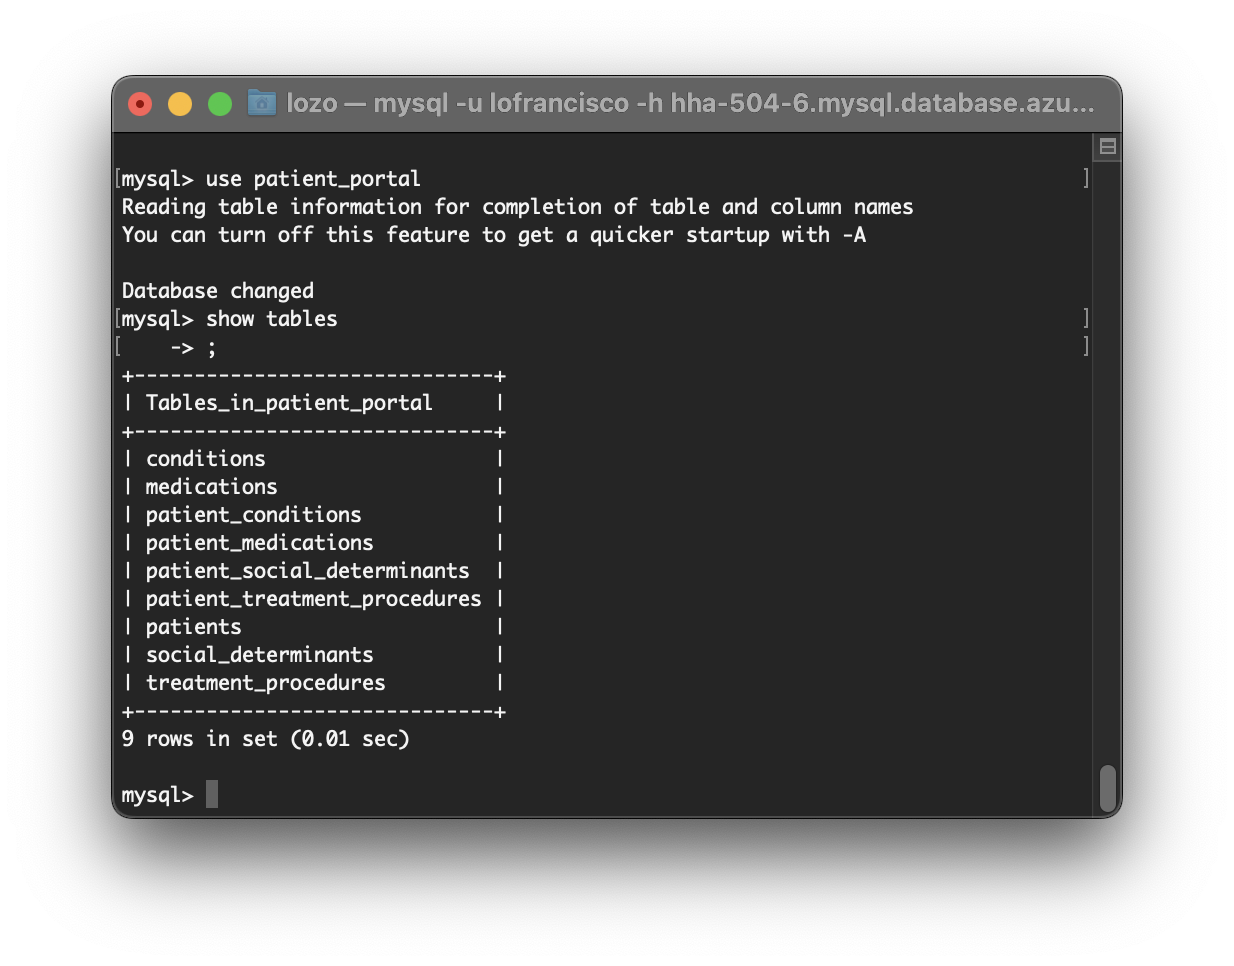 lozo — mysql -u lofrancisco -h hha-504-6.mysql.database.azu...
[mysql> use patient_portal ]
Reading table information for completion of table and column names
You can turn off this feature to get a quicker startup with -A
Database changed
[mysql> show tables ]
[    -> ; ]
+------------------------------+
| Tables_in_patient_portal     |
+------------------------------+
| conditions                   |
| medications                  |
| patient_conditions           |
| patient_medications          |
| patient_social_determinants  |
| patient_treatment_procedures |
| patients                     |
| social_determinants          |
| treatment_procedures         |
+------------------------------+
9 rows in set (0.01 sec)
mysql>